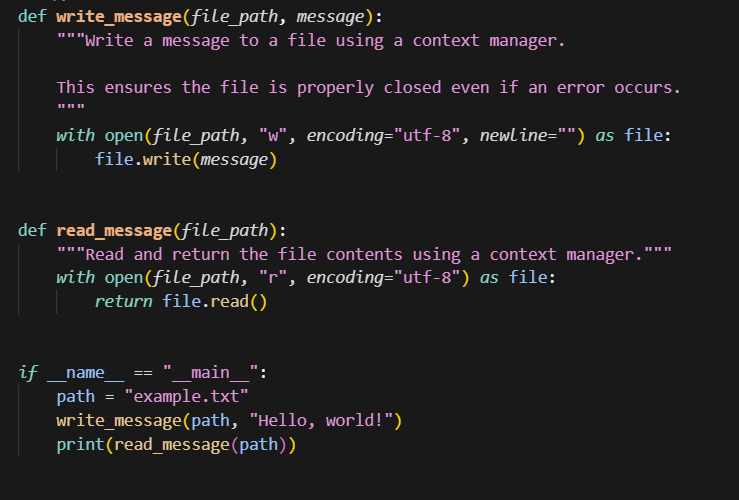 def write_message(file_path, message):
    """Write a message to a file using a context manager.

    This ensures the file is properly closed even if an error occurs.
    """
    with open(file_path, "w", encoding="utf-8", newline="") as file:
        file.write(message)


def read_message(file_path):
    """Read and return the file contents using a context manager."""
    with open(file_path, "r", encoding="utf-8") as file:
        return file.read()


if __name__ == "__main__":
    path = "example.txt"
    write_message(path, "Hello, world!")
    print(read_message(path))